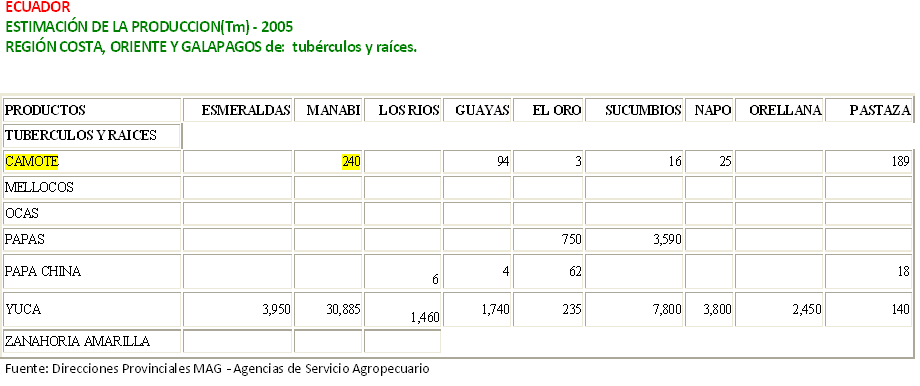 ECUADOR
ESTIMACIÓN DE LA PRODUCCION(Tm) - 2005
REGIÓN COSTA, ORIENTE Y GALAPAGOS de: tubérculos y raíces.
PRODUCTOS ESMERALDAS MANABI LOS RIOS GUAYAS EL ORO SUCUMBIOS NAPO ORELLANA PASTAZA
TUBERCULOS Y RAICES
CAMOTE 240 94 3 16 25 189
MELLOCOS
OCAS
PAPAS 750 3,590
PAPA CHINA 6 4 62 18
YUCA 3,950 30,885 1,460 1,740 235 7,800 3,800 2,450 140
ZANAHORIA AMARILLA
Fuente: Direcciones Provinciales MAG - Agencias de Servicio Agropecuario